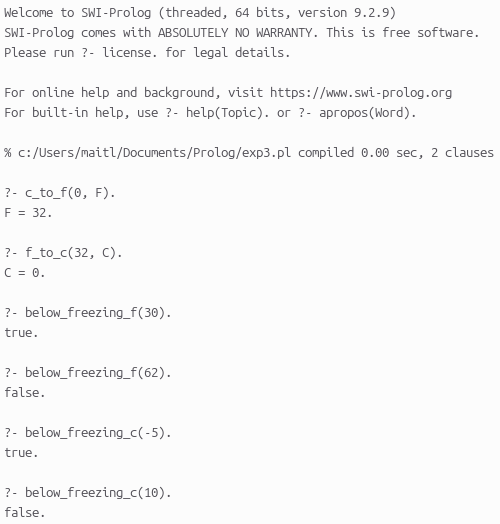 Welcome to SWI-Prolog (threaded, 64 bits, version 9.2.9)
SWI-Prolog comes with ABSOLUTELY NO WARRANTY. This is free software.
Please run ?- license. for legal details.
For online help and background, visit https://www.swi-prolog.org
For built-in help, use ?- help(Topic). or ?- apropos(Word).
% c:/Users/maitl/Documents/Prolog/exp3.pl compiled 0.00 sec, 2 clauses
?- c_to_f(0, F).
F = 32.
?- f_to_c(32, C).
C = 0.
?- below_freezing_f(30).
true.
?- below_freezing_f(62).
false.
?- below_freezing_c(-5).
true.
?- below_freezing_c(10).
false.